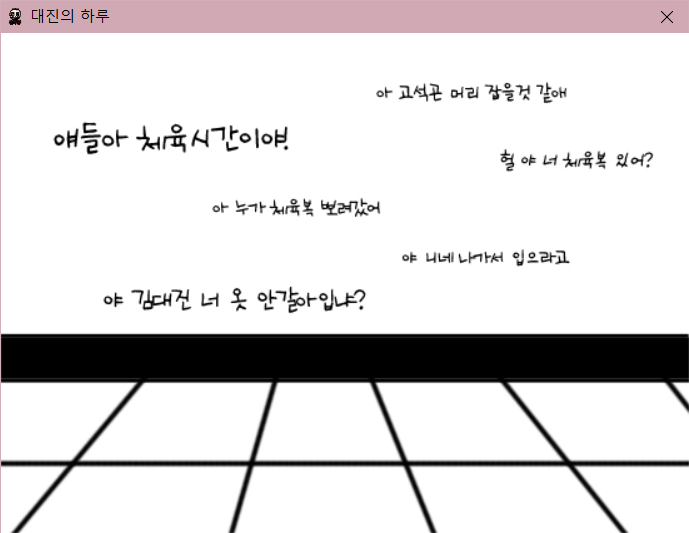 대진의 하루
아 고석곤 머리 잡을것 같애
얘들아 체육시간이야!
헐 야 너 체육복 있어?
아 누가 체육복 뽀려갔어
야 니네 나가서 입으라고
야 김대진 너 옷 안갈아입냐?